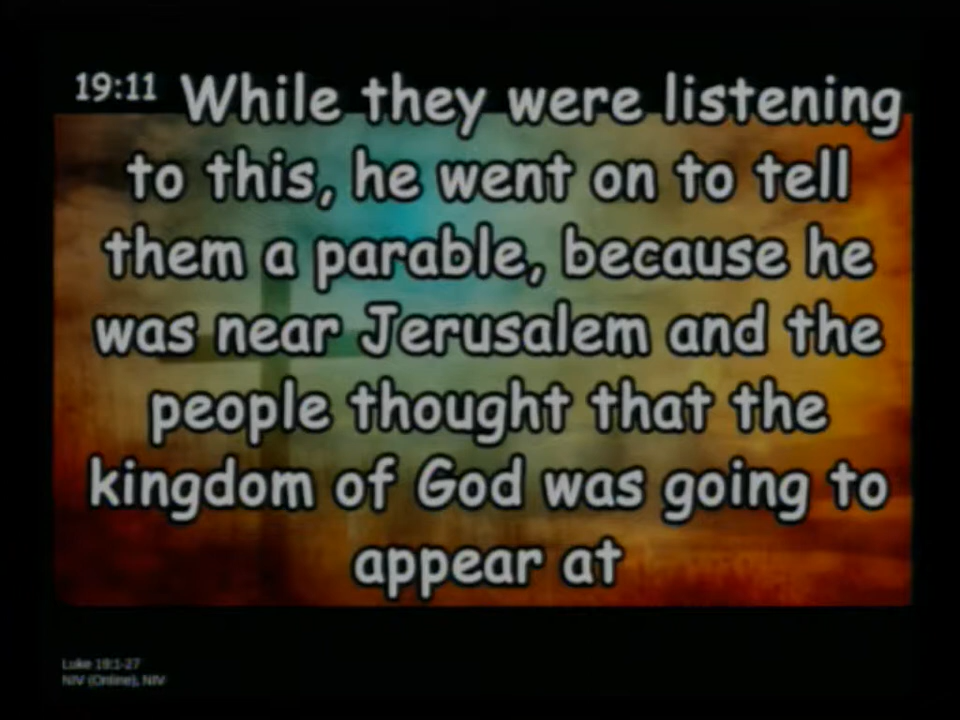 19:11 While they were listening
to this, he went on to tell
them a parable, because he
was near Jerusalem and the
people thought that the
kingdom of God was going to
appear at
Luke 19:1-27
NIV (Online), NIV